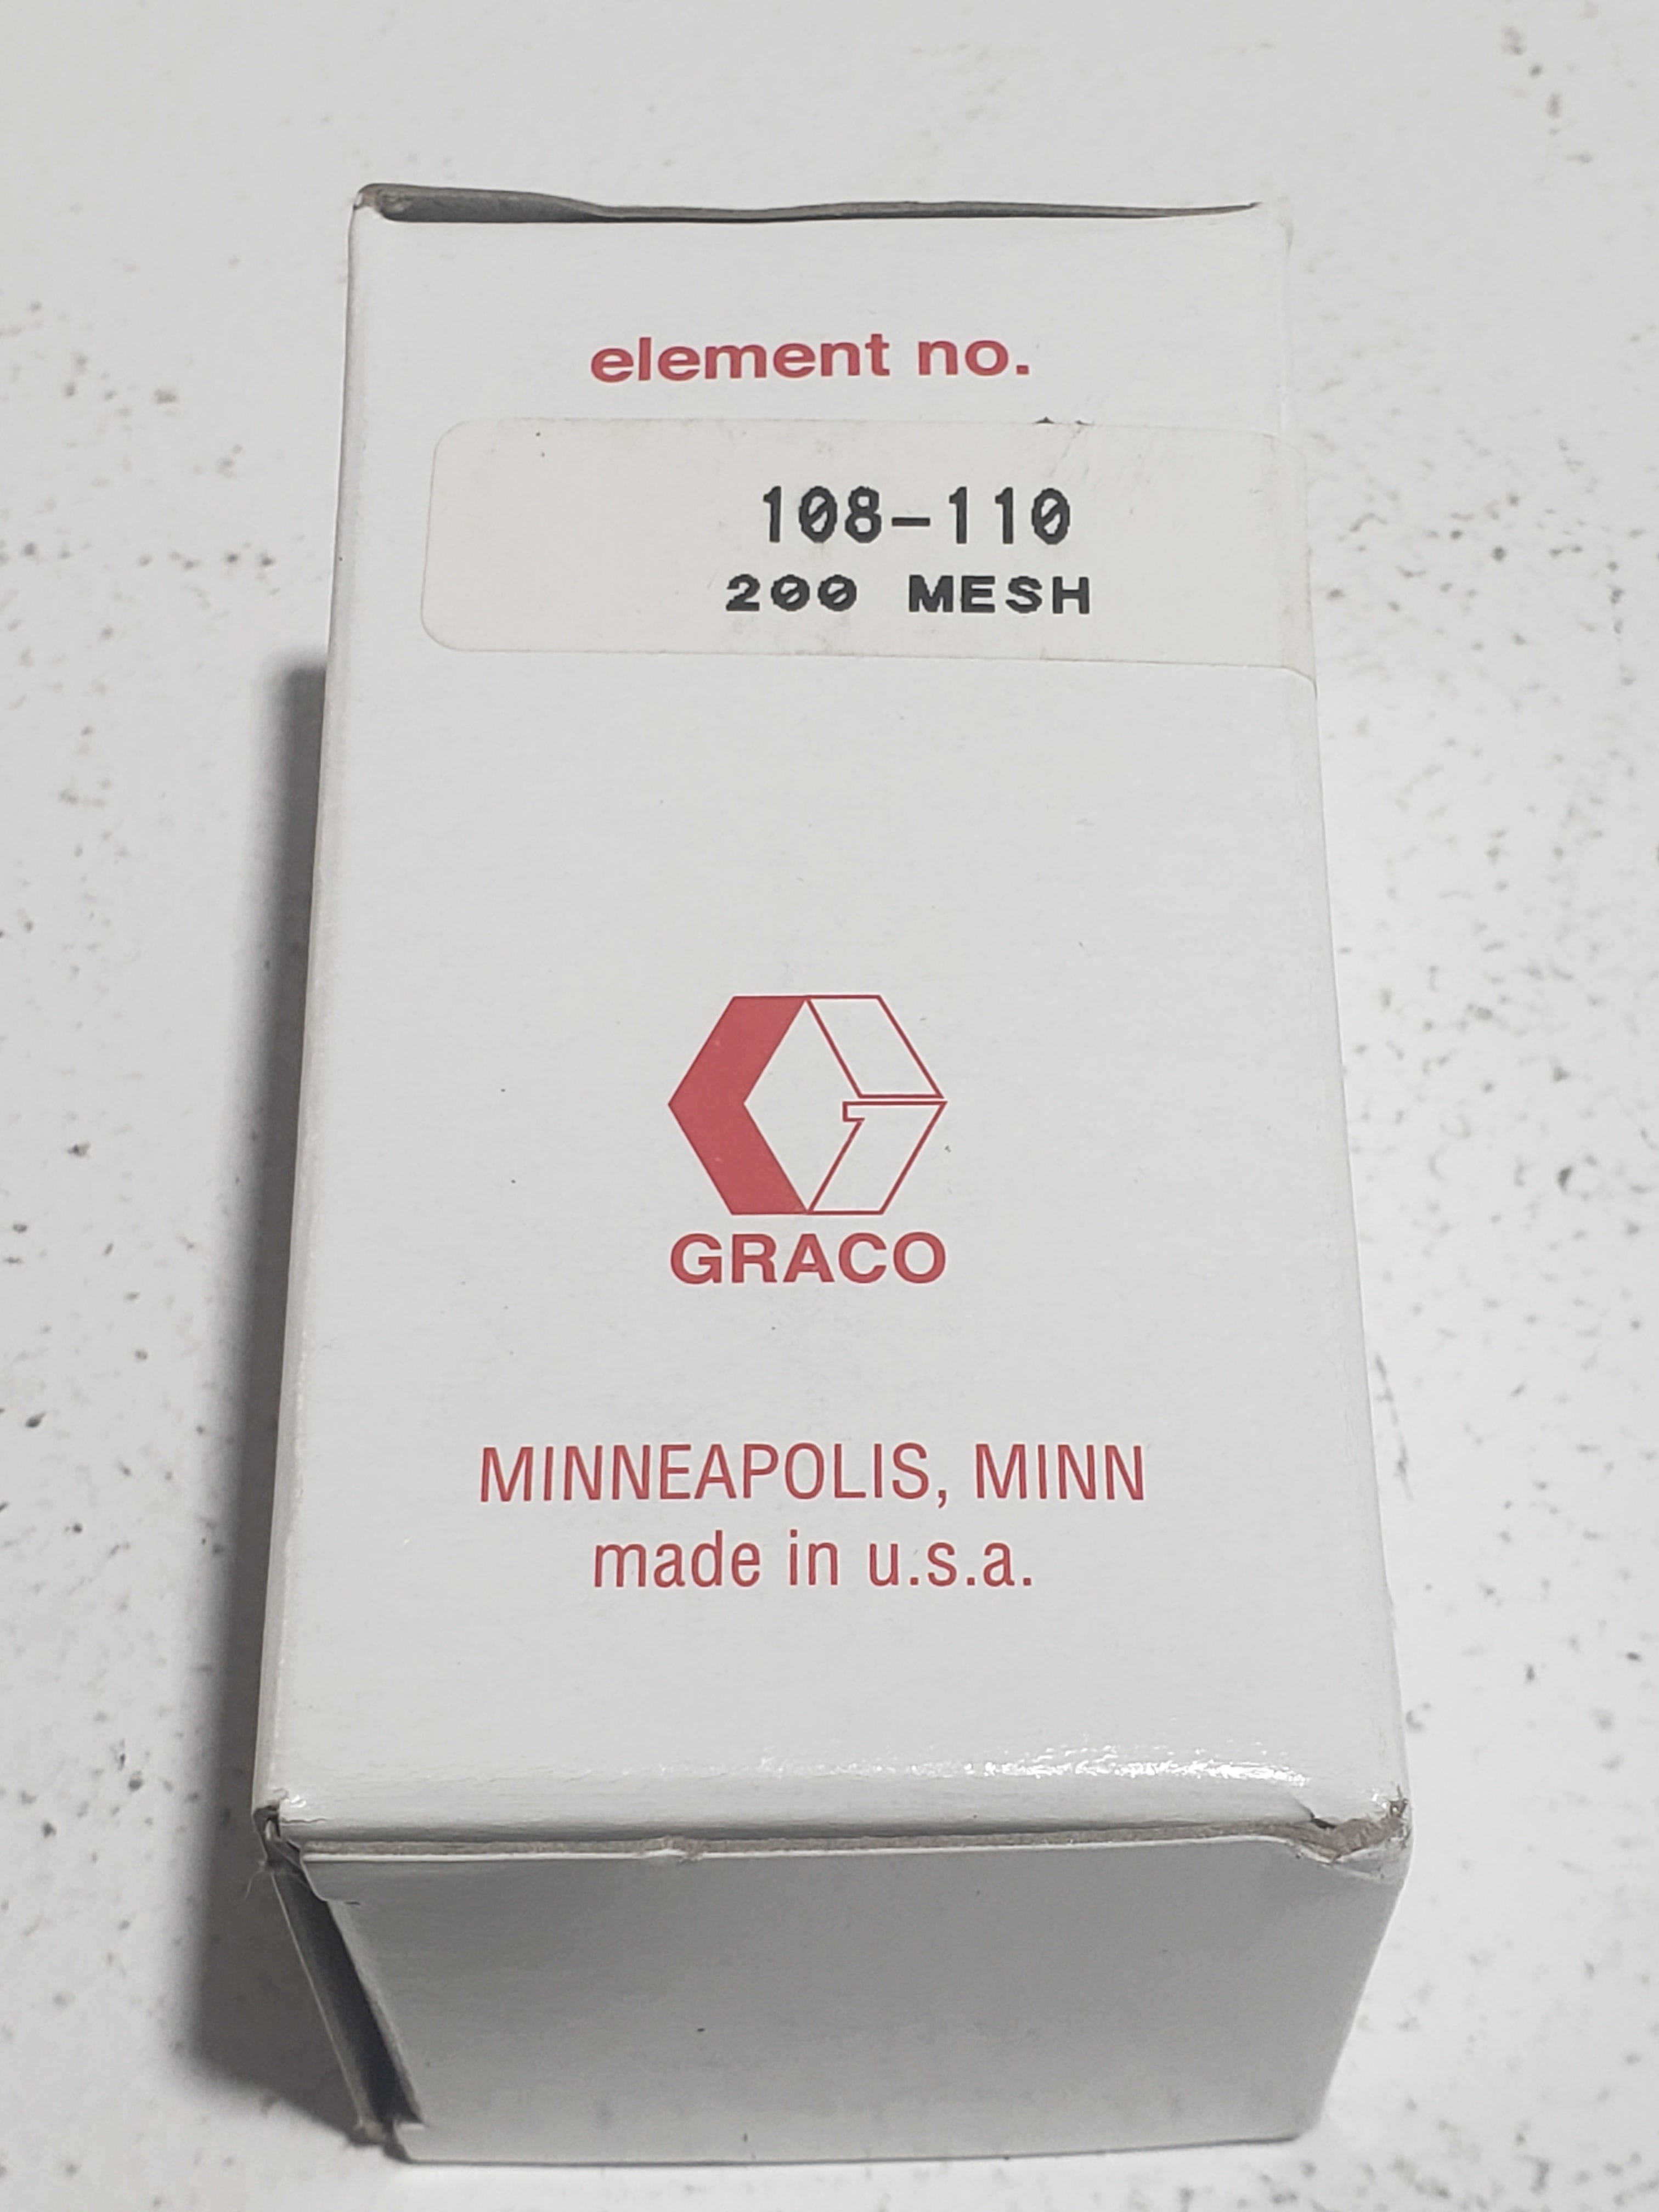 element no.
108-110
200 MESH
GRACO
MINNEAPOLIS, MINN
made in u.s.a.